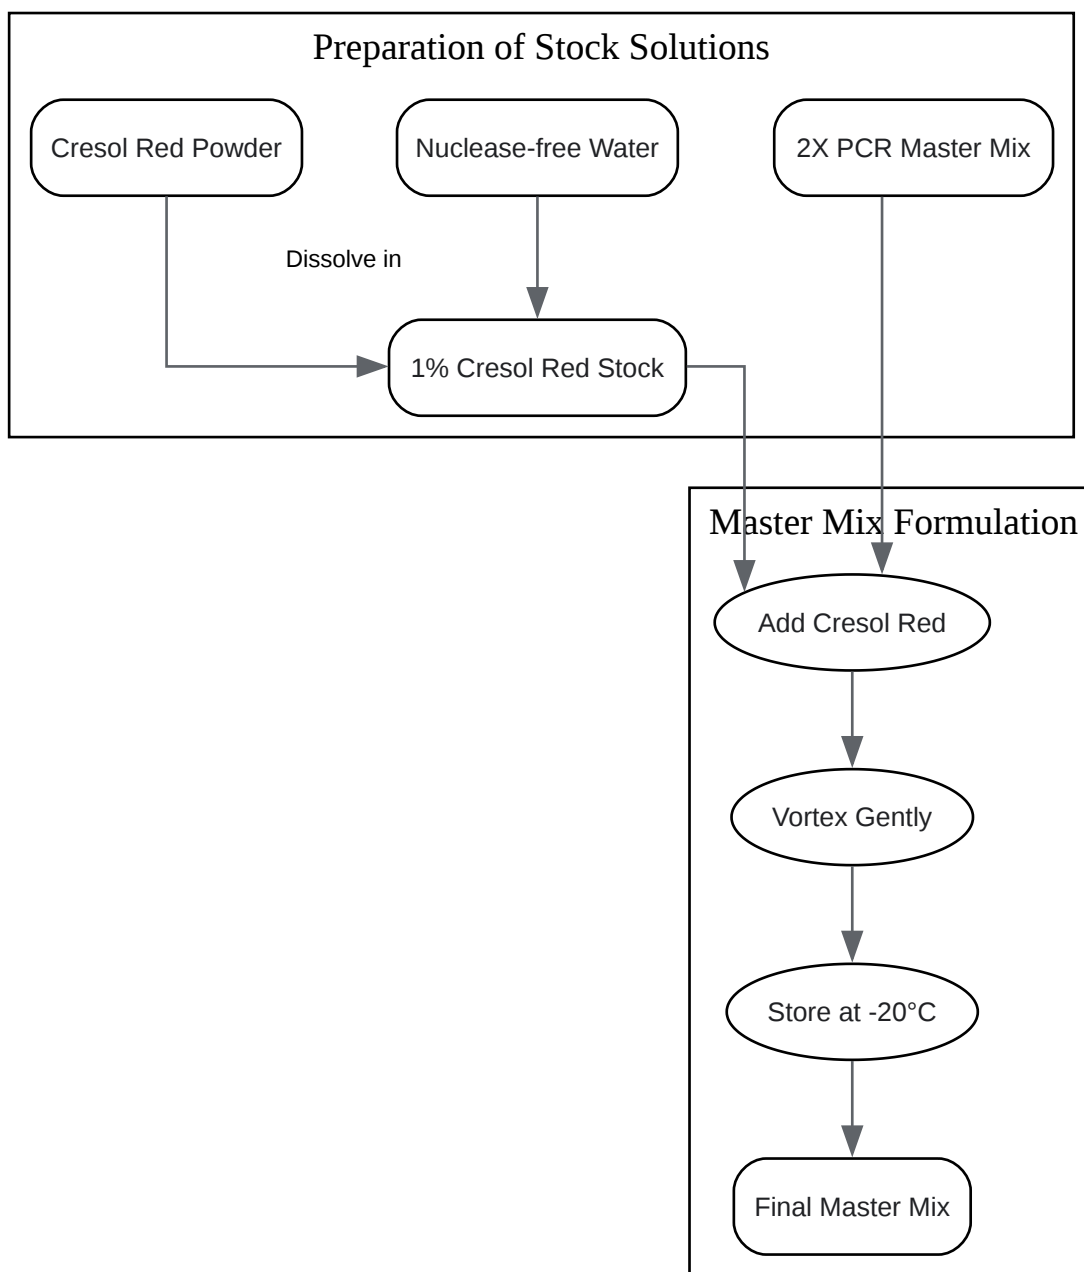 Preparation of Stock Solutions
Cresol Red Powder
Nuclease-free Water
2X PCR Master Mix
Dissolve in
1% Cresol Red Stock
Master Mix Formulation
Add Cresol Red
Vortex Gently
Store at -20°C
Final Master Mix